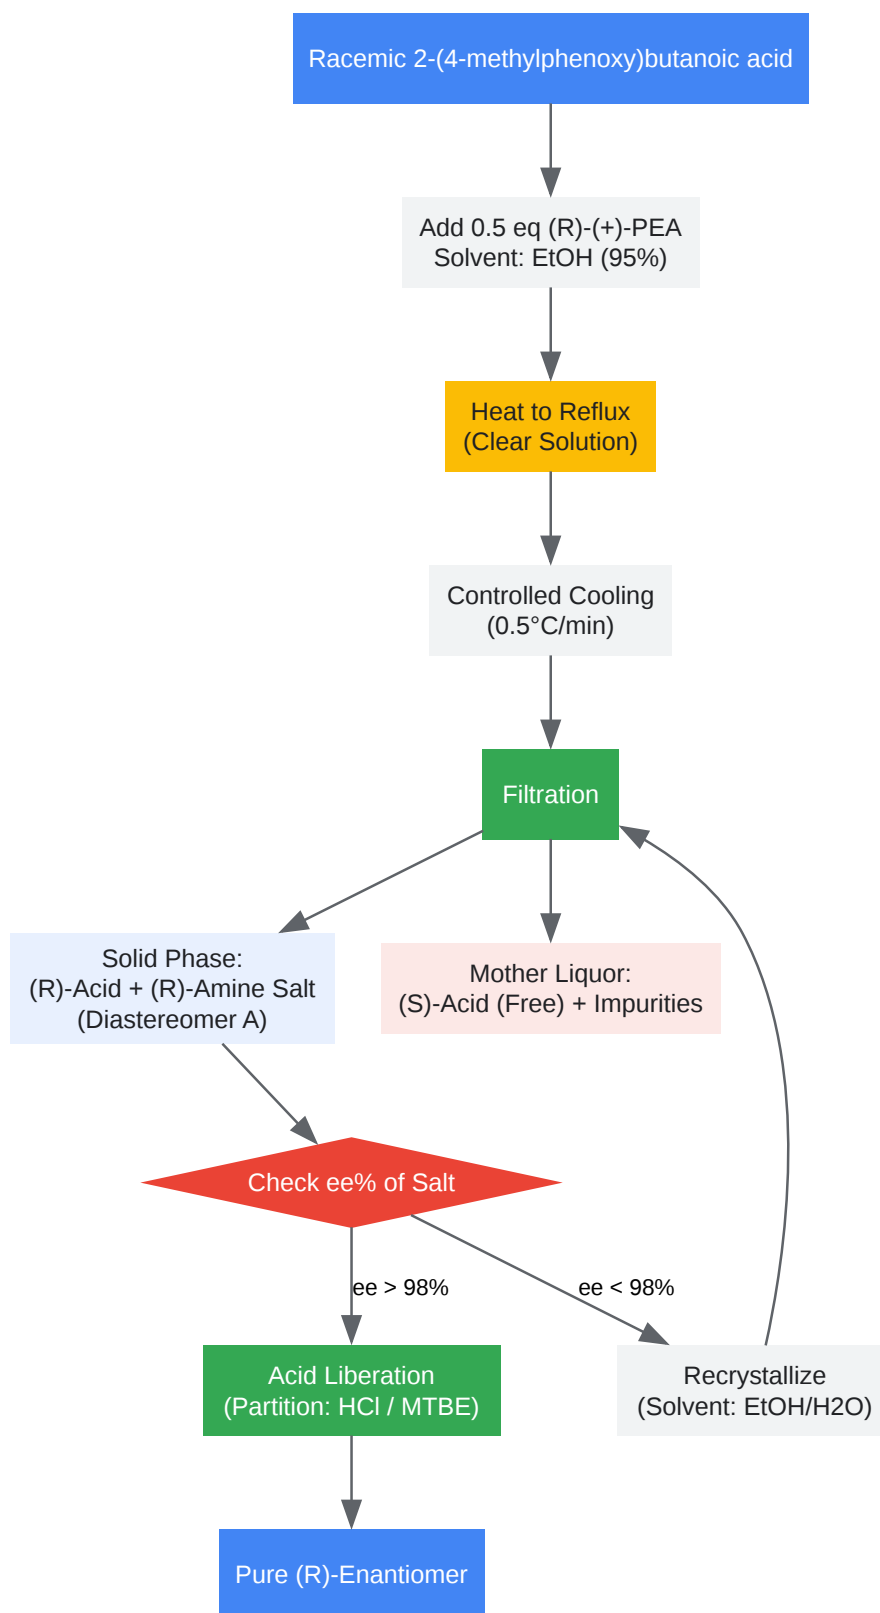 Racemic 2-(4-methylphenoxy)butanoic acid
Add 0.5 eq (R)-(+)-PEA
Solvent: EtOH (95%)
Heat to Reflux
(Clear Solution)
Controlled Cooling
(0.5°C/min)
Filtration
Solid Phase:
(R)-Acid + (R)-Amine Salt
(Diastereomer A)
Mother Liquor:
(S)-Acid (Free) + Impurities
Check ee% of Salt
ee > 98%
ee < 98%
Acid Liberation
(Partition: HCl / MTBE)
Recrystallize
(Solvent: EtOH/H2O)
Pure (R)-Enantiomer